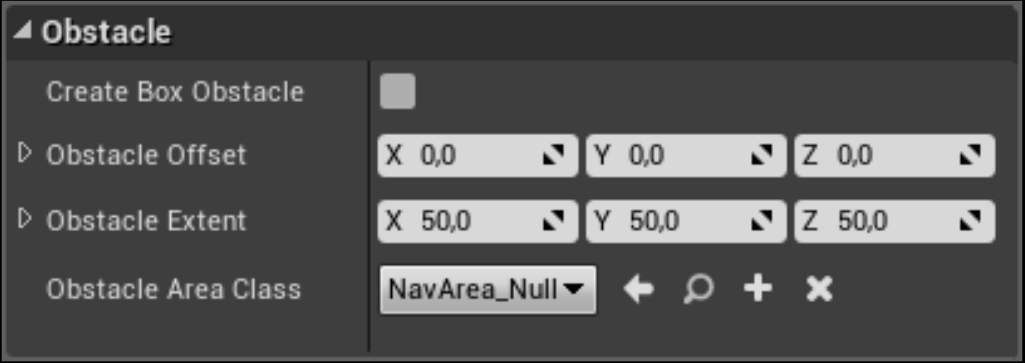 Obstacle
Create Box Obstacle
Obstacle Offset X 0,0 Y 0,0 Z 0,0
Obstacle Extent X 50,0 Y 50,0 Z 50,0
Obstacle Area Class NavArea_Null